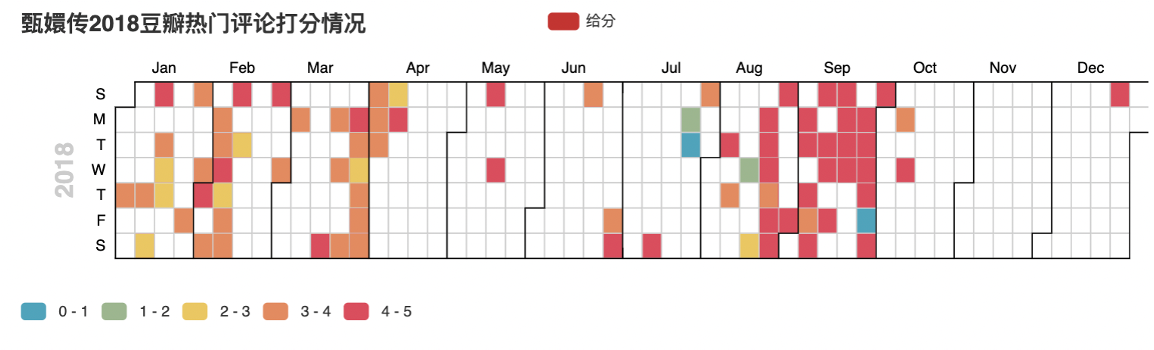 甄嬛传2018豆瓣热门评论打分情况
给分
Jan Feb Mar Apr May Jun Jul Aug Sep Oct Nov Dec
2018
S
M
T
W
T
F
S
0 - 1 1 - 2 2 - 3 3 - 4 4 - 5